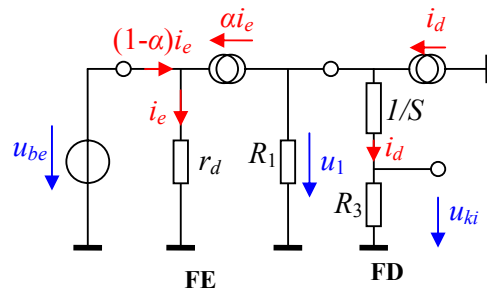 αi_e i_d
(1-α)i_e
1/S
i_e i_d
u_be r_d R_1 u_1
R_3 u_ki
FE FD